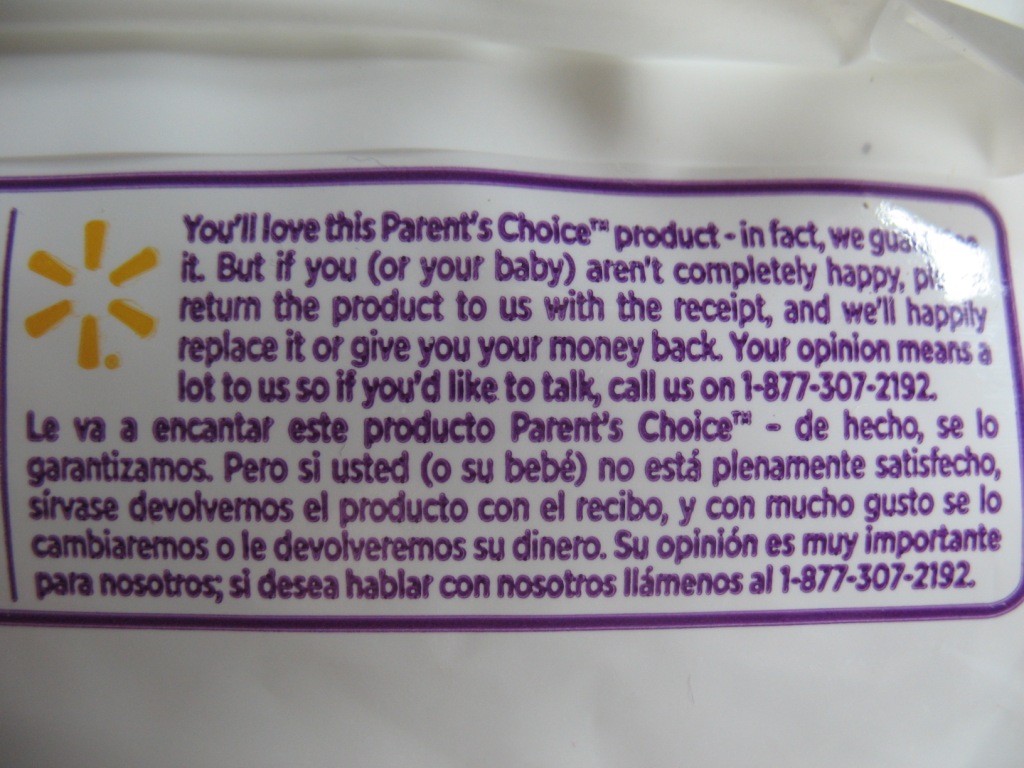 You'll love this Parent's Choice™ product - in fact, we
it. But if you (or your baby) aren't completely happy,
return the product to us with the receipt, and we'll happily
replace it or give you your money back. Your opinion means a
lot to us so if you'd like to talk, call us on 1-877-307-2192.
Le va a encantar este producto Parent's Choice™ - de hecho, se lo
garantizamos. Pero si usted (o su bebé) no está plenamente satisfecho,
sírvase devolvernos el producto con el recibo, y con mucho gusto se lo
cambiaremos o le devolveremos su dinero. Su opinión es muy importante
para nosotros; si desea hablar con nosotros llámenos al 1-877-307-2192.